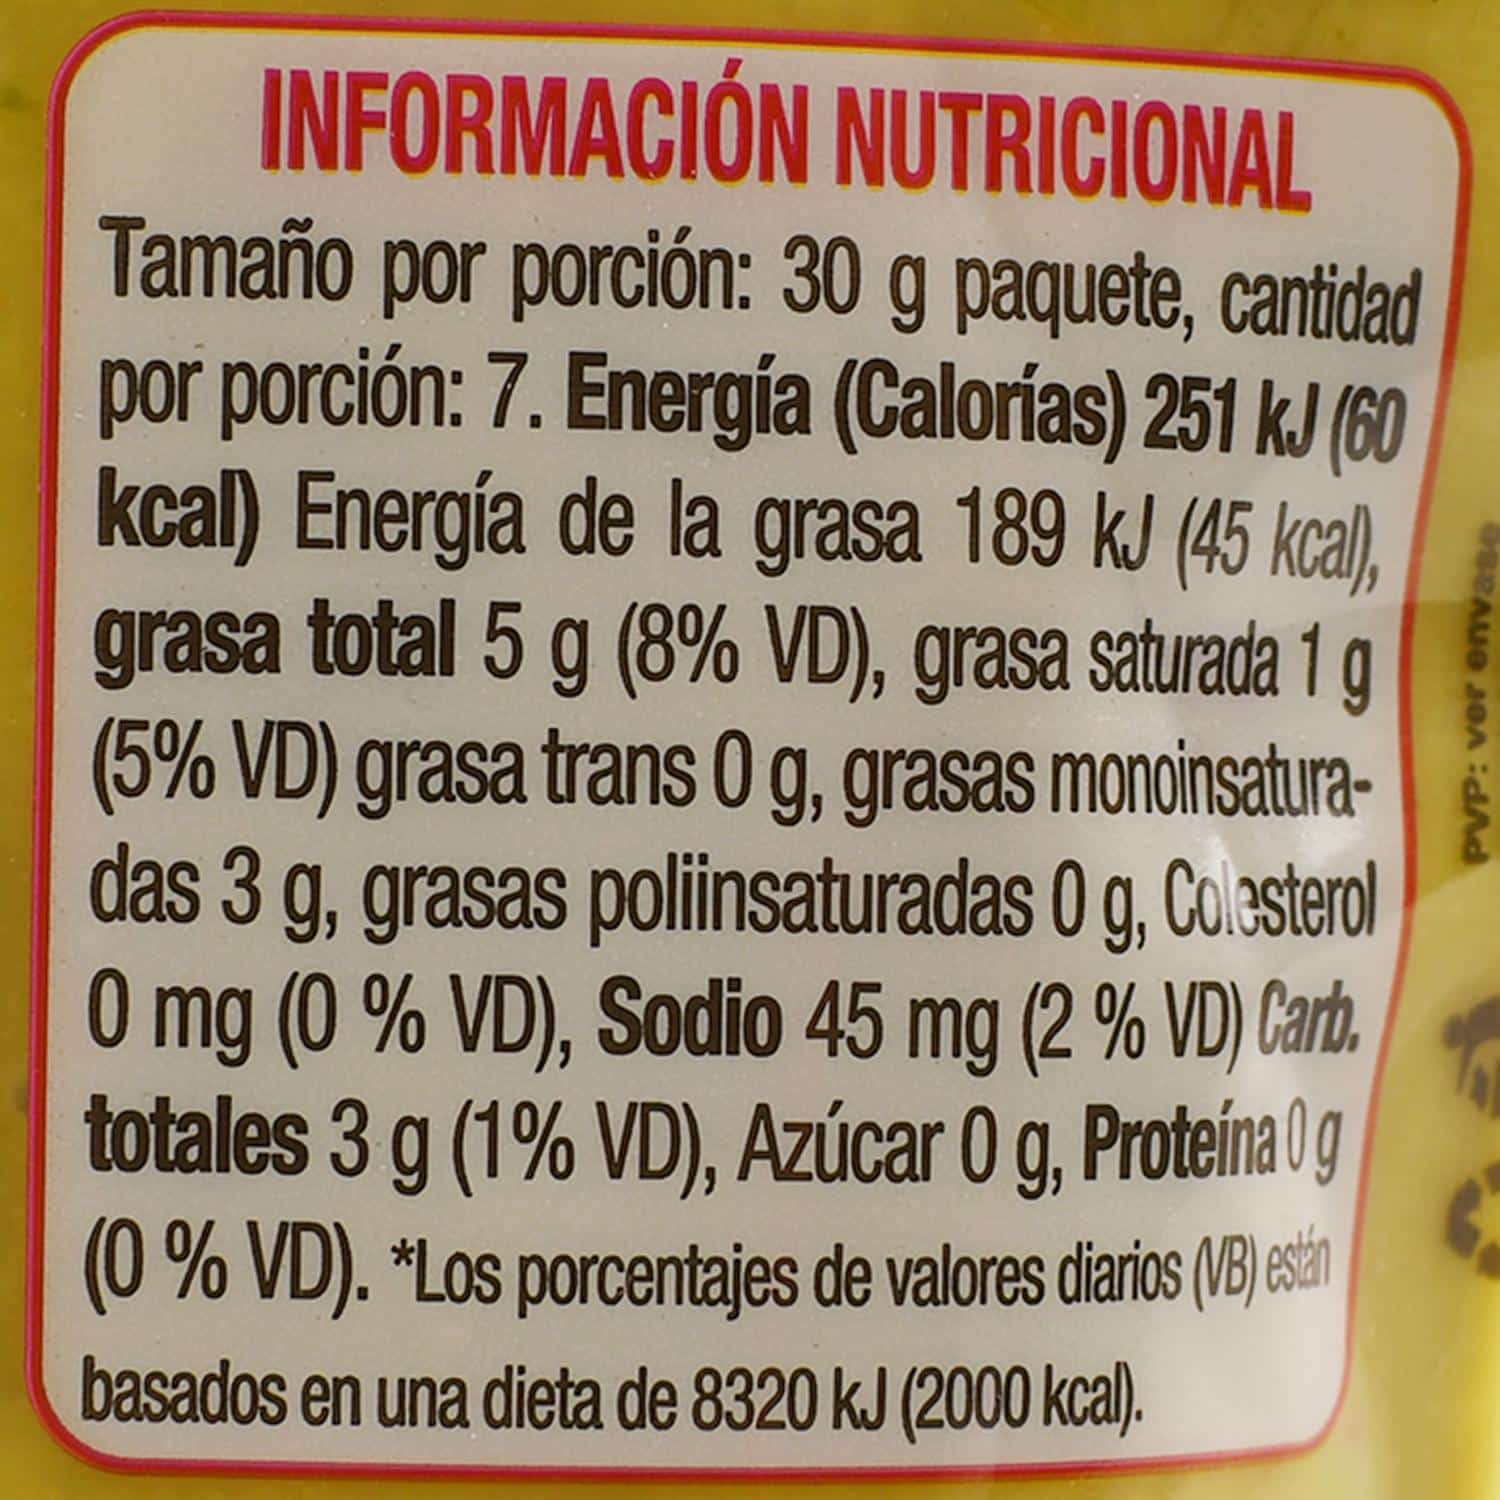 INFORMACIÓN NUTRICIONAL
Tamaño por porción: 30 g paquete, cantidad
por porción: 7. Energía (Calorías) 251 kJ (60
kcal) Energía de la grasa 189 kJ (45 kcal),
grasa total 5 g (8% VD), grasa saturada 1 g
(5% VD) grasa trans 0 g, grasas monoinsatura-
das 3 g, grasas poliinsaturadas 0 g, Colesterol
0 mg (0 % VD), Sodio 45 mg (2 % VD) Carb.
totales 3 g (1% VD), Azúcar 0 g, Proteína 0 g
(0 % VD). *Los porcentajes de valores diarios (VB) están
basados en una dieta de 8320 kJ (2000 kcal).
PVP: ver envase